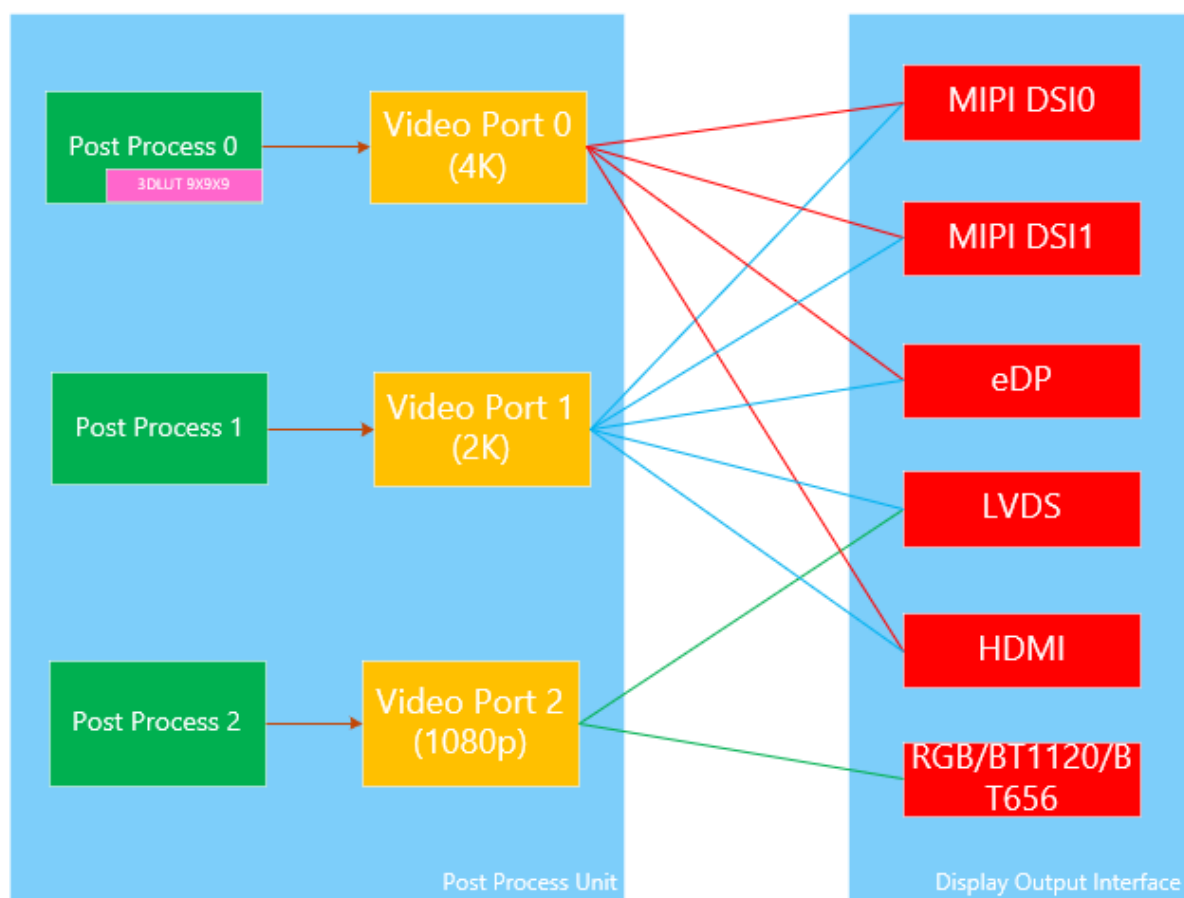 Post Process 0
3DLUT 9X9X9
Video Port 0
(4K)
MIPI DSI0
MIPI DSI1
Post Process 1
Video Port 1
(2K)
eDP
LVDS
Post Process 2
Video Port 2
(1080p)
HDMI
RGB/BT1120/B
T656
Post Process Unit
Display Output Interface